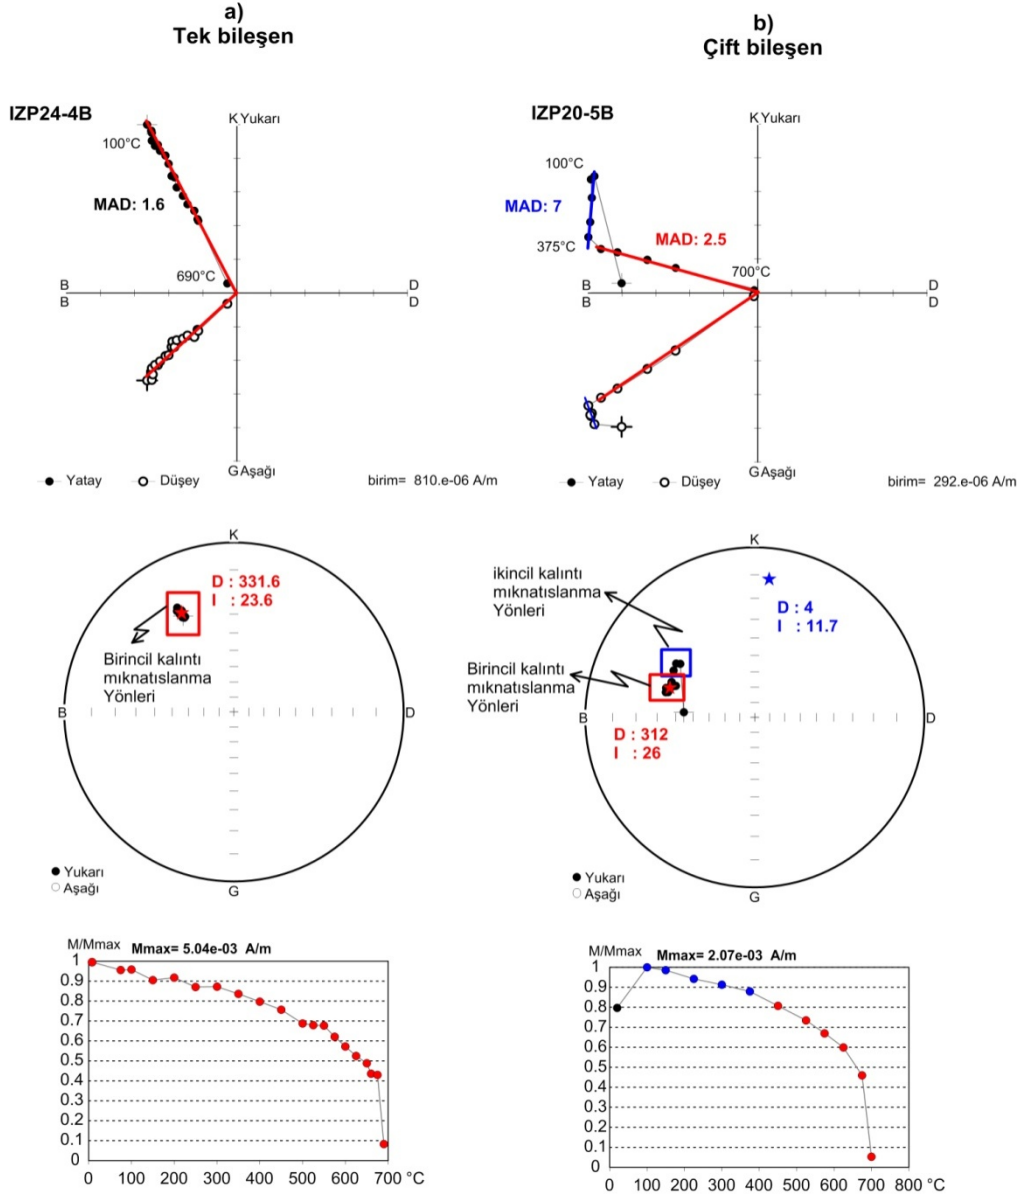 a)
Tek bileşen
b)
Çift bileşen
IZP24-4B
K Yukarı
100°C
MAD: 1.6
690°C
B
B
D
D
G Aşağı
Yatay
Düşey
birim= 810.e-06 A/m
IZP20-5B
K Yukarı
100°C
MAD: 7
375°C
MAD: 2.5
700°C
B
B
D
D
G Aşağı
Yatay
Düşey
birim= 292.e-06 A/m
K
D : 331.6
I : 23.6
Birincil kalıntı
mıknatıslanma
Yönleri
B
D
G
Yukarı
Aşağı
K
ikincil kalıntı
mıknatıslanma
Yönleri
D : 4
I : 11.7
Birincil kalıntı
mıknatıslanma
Yönleri
B
D
D : 312
I : 26
G
Yukarı
Aşağı
M/Mmax
Mmax= 5.04e-03 A/m
1
0.9
0.8
0.7
0.6
0.5
0.4
0.3
0.2
0.1
0
0 100 200 300 400 500 600 700 °C
M/Mmax
Mmax= 2.07e-03 A/m
1
0.9
0.8
0.7
0.6
0.5
0.4
0.3
0.2
0.1
0
0 100 200 300 400 500 600 700 800 °C